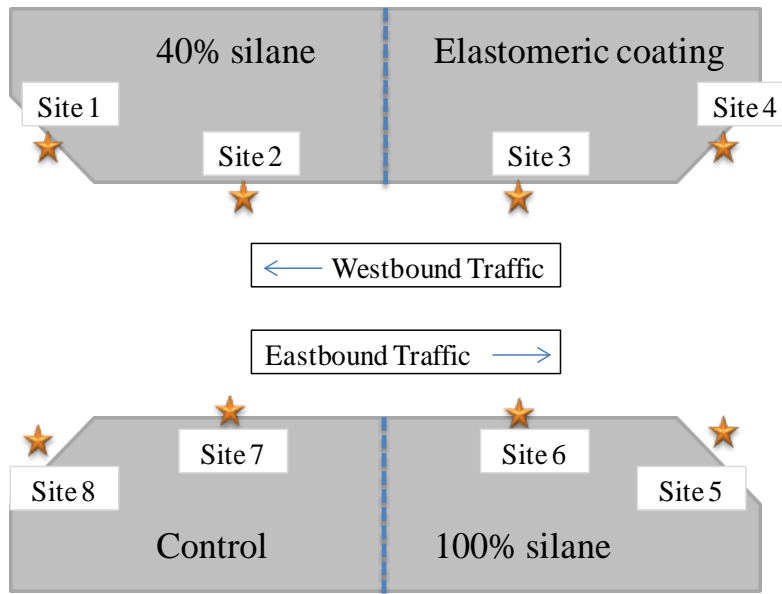 40% silane
Elastomeric coating
Site 1
Site 4
Site 2
Site 3
Westbound Traffic
Eastbound Traffic
Site 7
Site 6
Site 8
Site 5
Control
100% silane